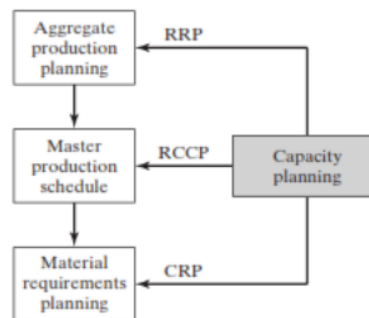 Aggregate
production
planning
RRP
Master
production
schedule
RCCP
Capacity
planning
Material
requirements
planning
CRP